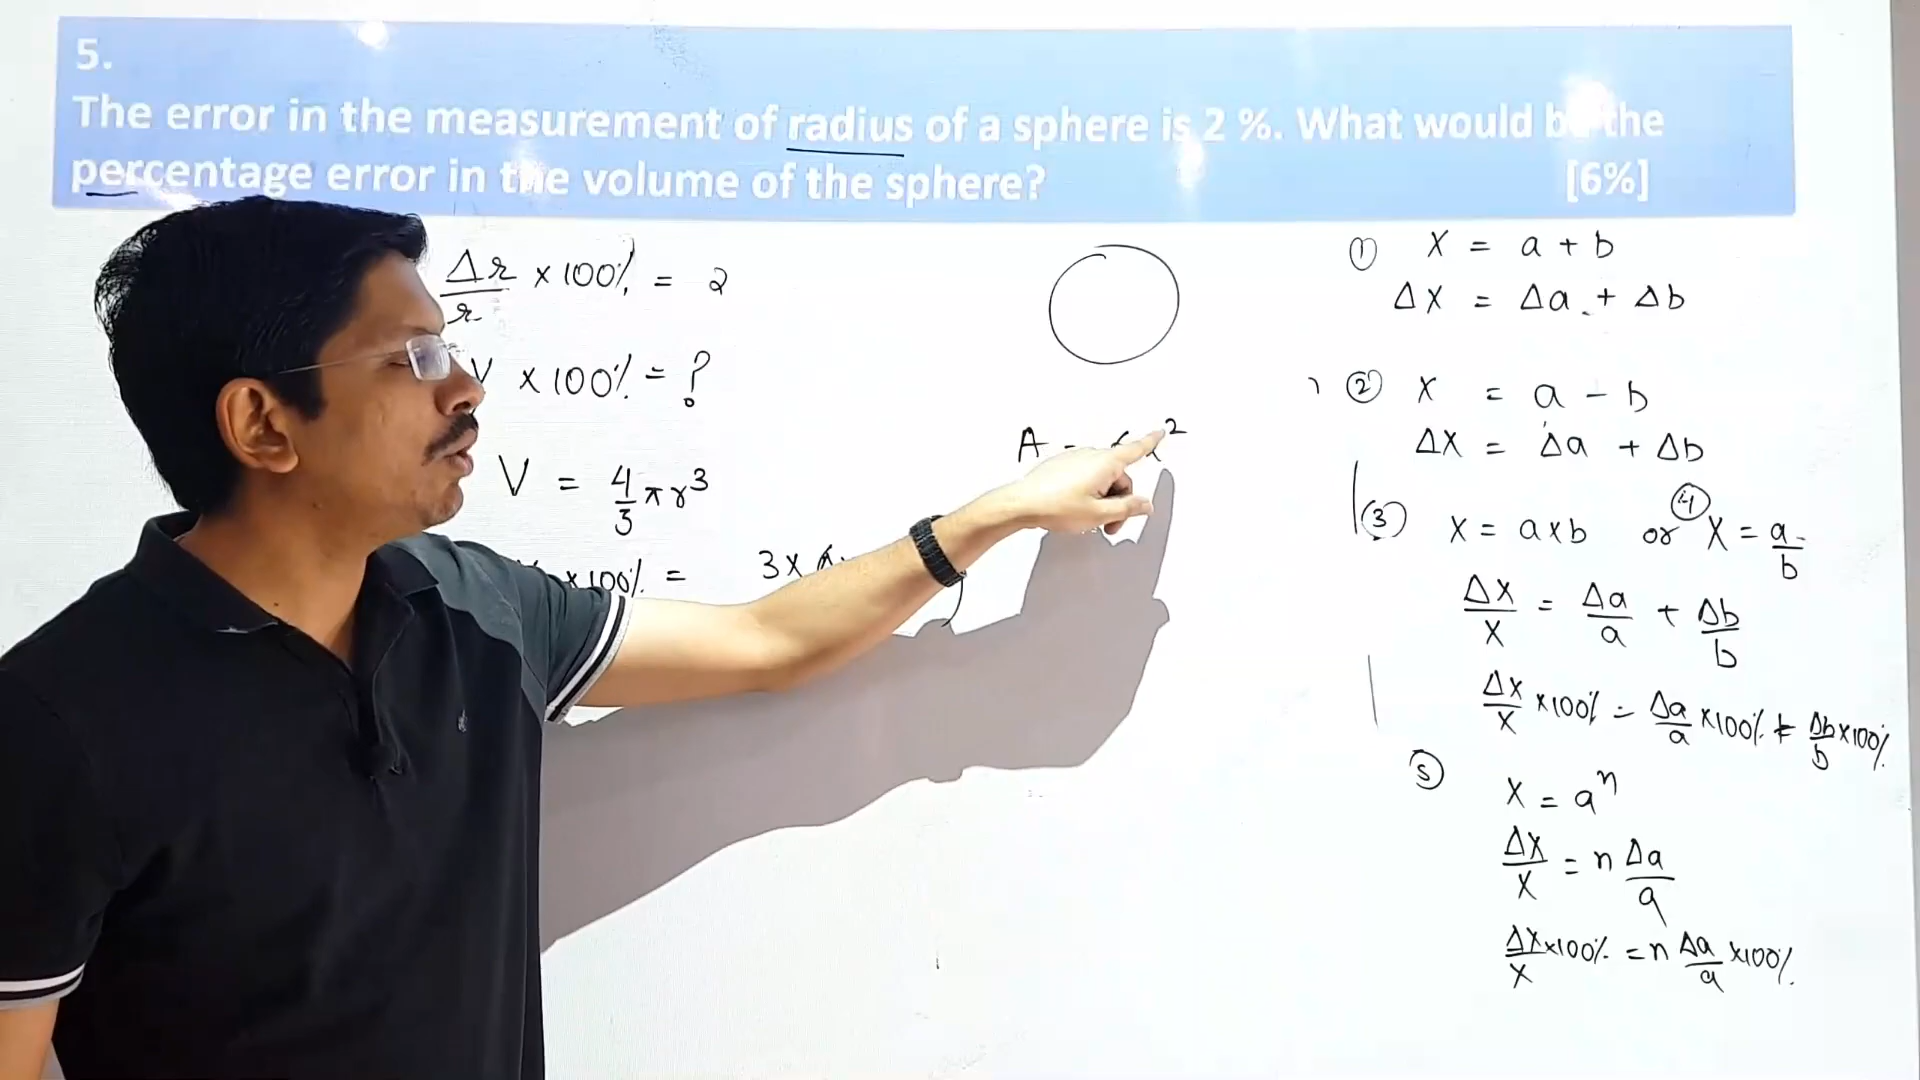 5.
The error in the measurement of radius of a sphere is 2 %. What would be the
percentage error in the volume of the sphere? [6%]
Δr/r × 100% = 2
V × 100% = ?
V = 4/3 πr³
× 100% = 3 ×
A = ²
① X = a + b
ΔX = Δa + Δb
② X = a - b
ΔX = Δa + Δb
③ X = a×b or ④ X = a/b
ΔX/X = Δa/a + Δb/b
ΔX/X ×100% = Δa/a ×100% + Δb/b ×100%
⑤ X = aⁿ
ΔX/X = n Δa/a
ΔX/X ×100% = n Δa/a ×100%